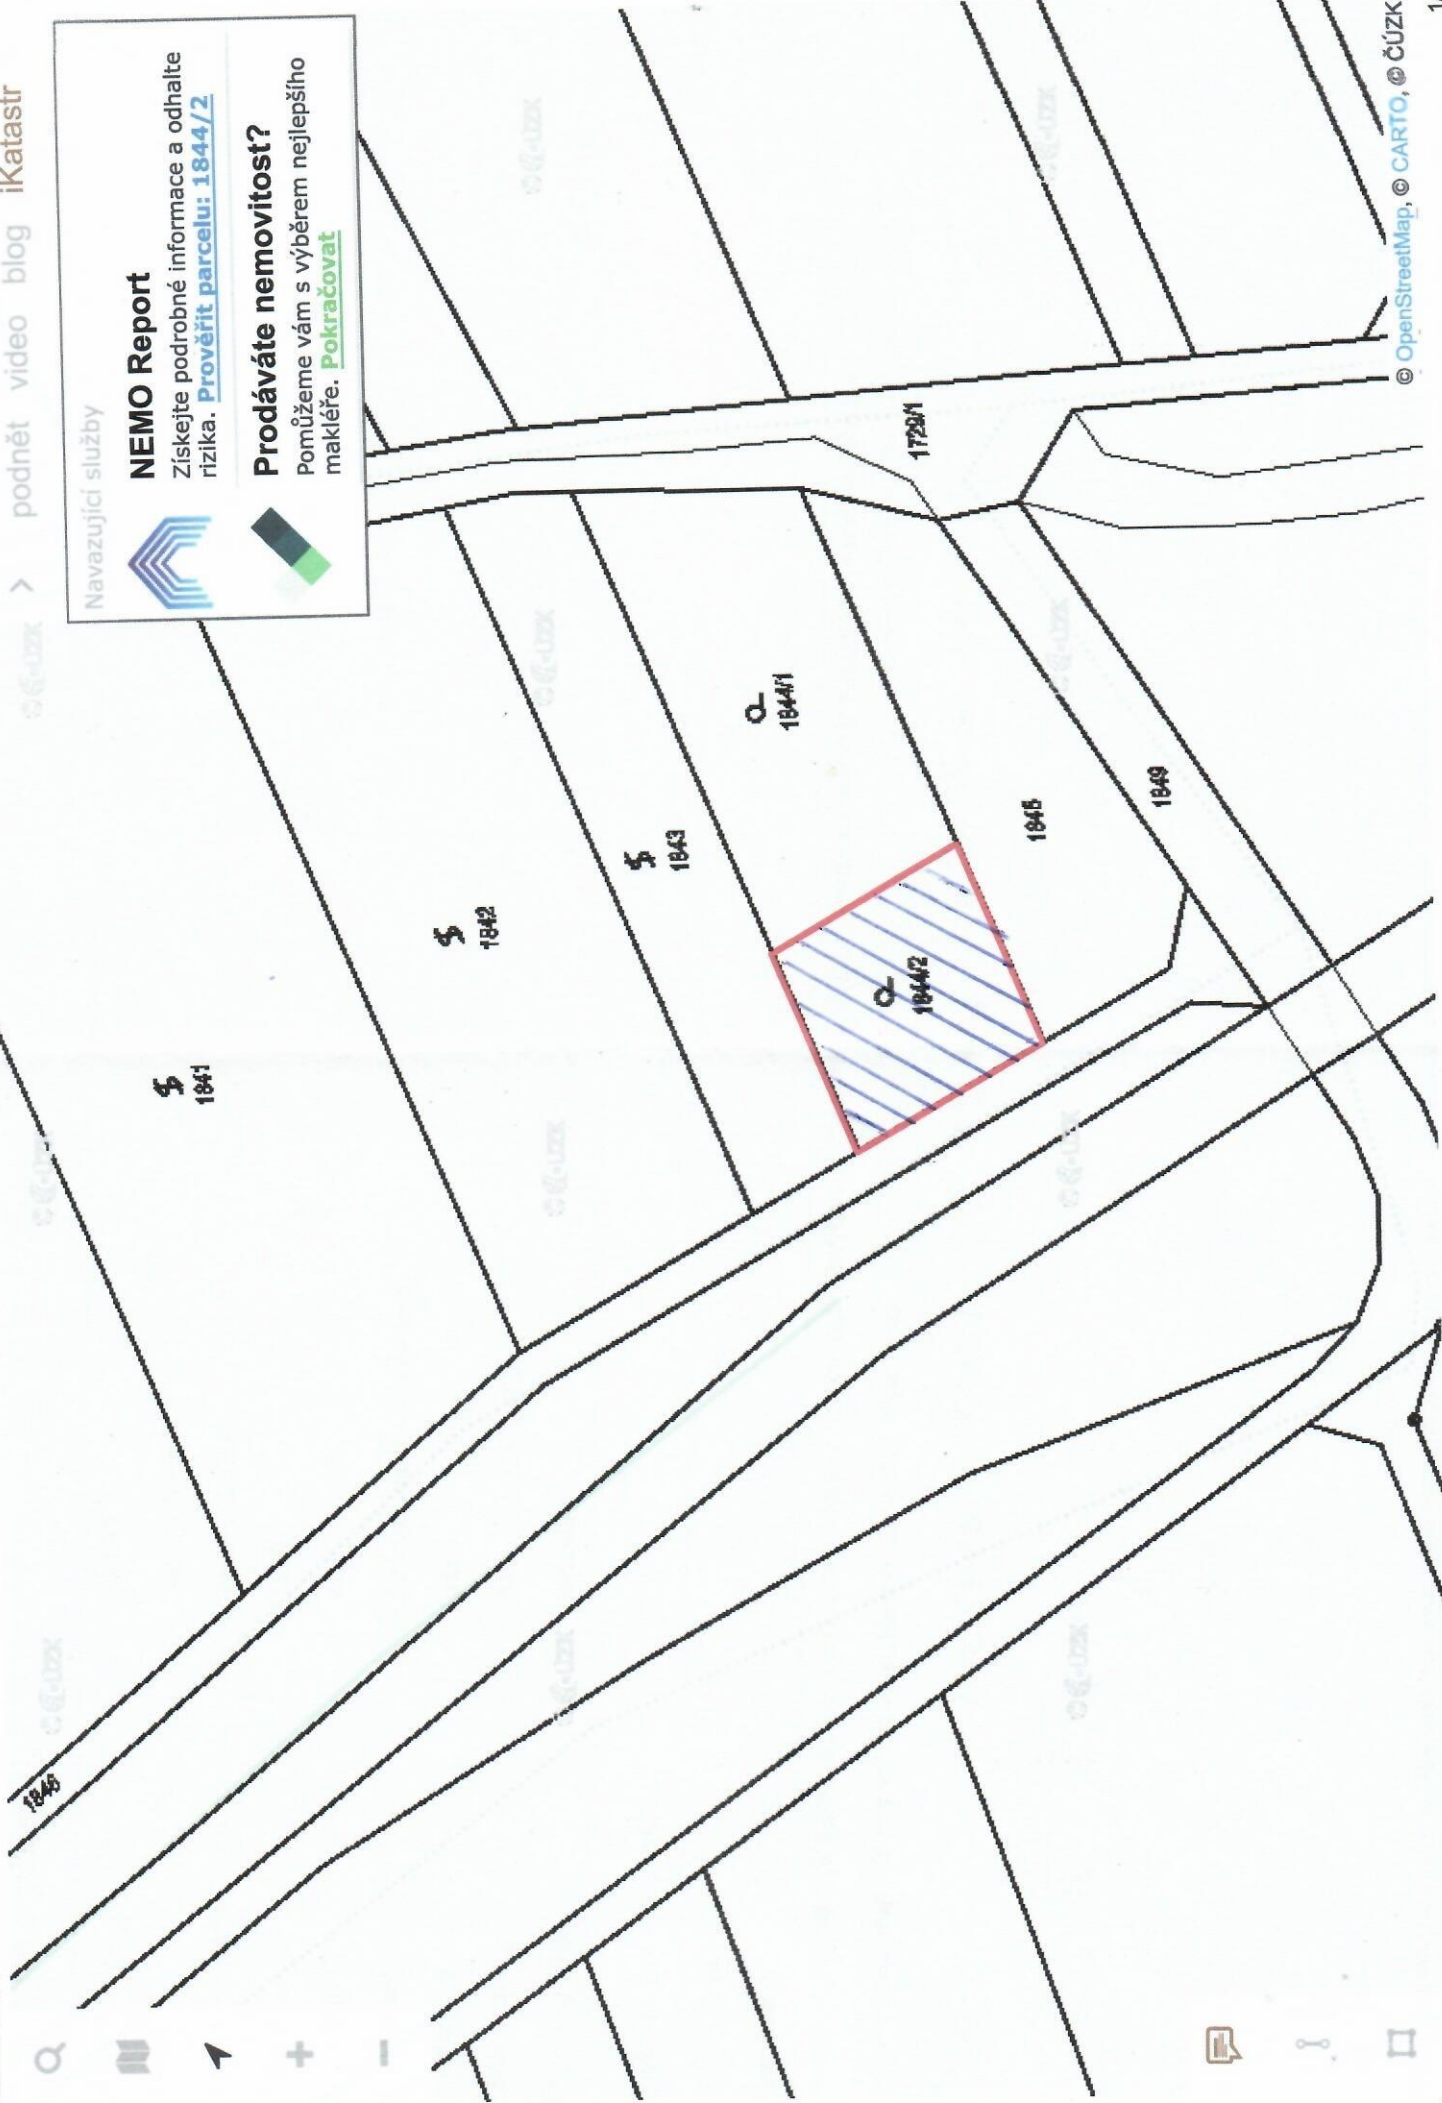 podnět video blog iKatastr
Navazující služby
NEMO Report
Získejte podrobné informace a odhalte
rizika. Prověřit parcelu: 1844/2
Prodáváte nemovitost?
Pomůžeme vám s výběrem nejlepšího
makléře. Pokračovat
1841
1842
1843
1844/1
1844/2
1845
1849
1729/1
© OpenStreetMap, © CARTO, © ČÚZK